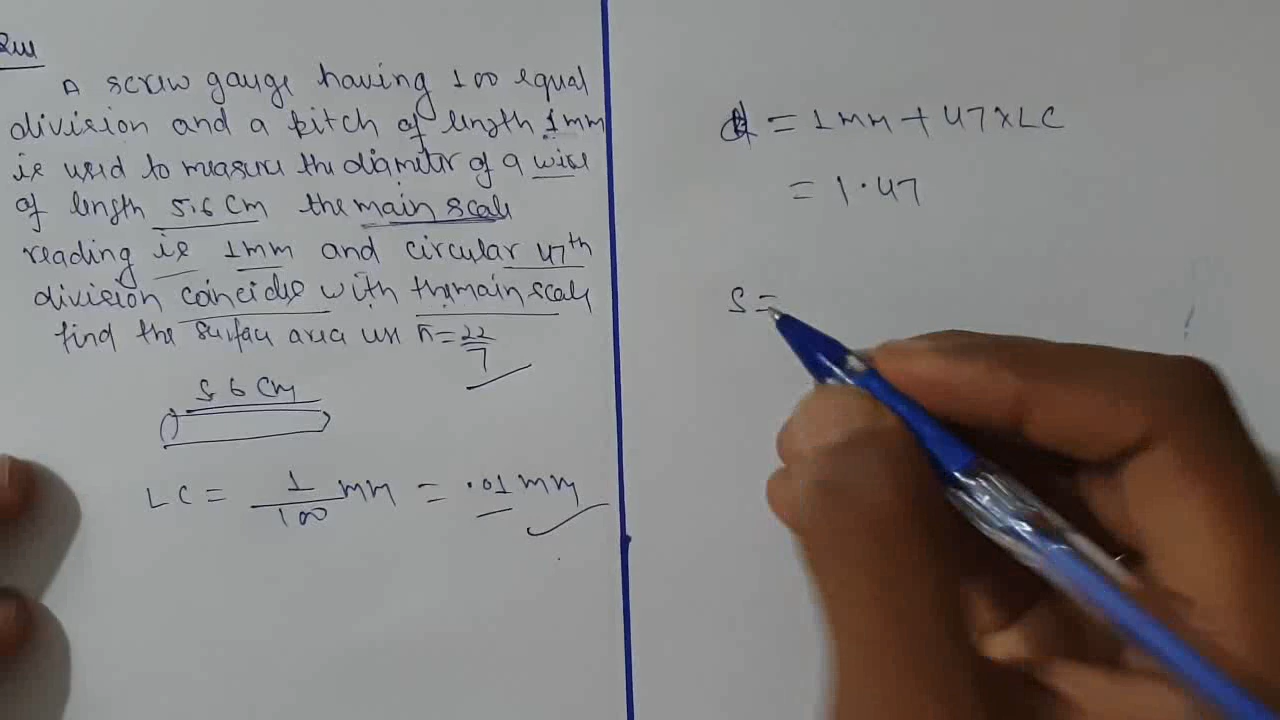 Que
A screw gauge having 100 equal
division and a pitch of length 1mm
is used to measure the diameter of a wire
of length 5.6 cm the main scale
reading is 1mm and circular 47th
division coincide with the main scale
find the surface area use π = 22/7
5.6 cm
LC = 1/100 mm = .01 mm
d = 1mm + 47 x LC
= 1.47
S =